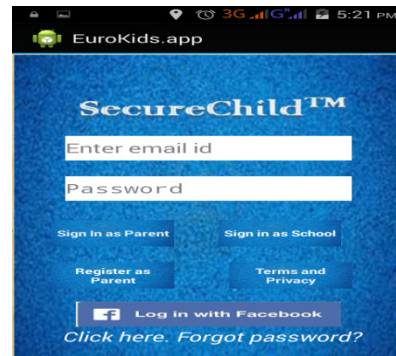 3G G 5:21 PM
EuroKids.app
SecureChild™
Enter email id
Password
Sign In as Parent Sign in as School
Register as Parent Terms and Privacy
f Log in with Facebook
Click here. Forgot password?